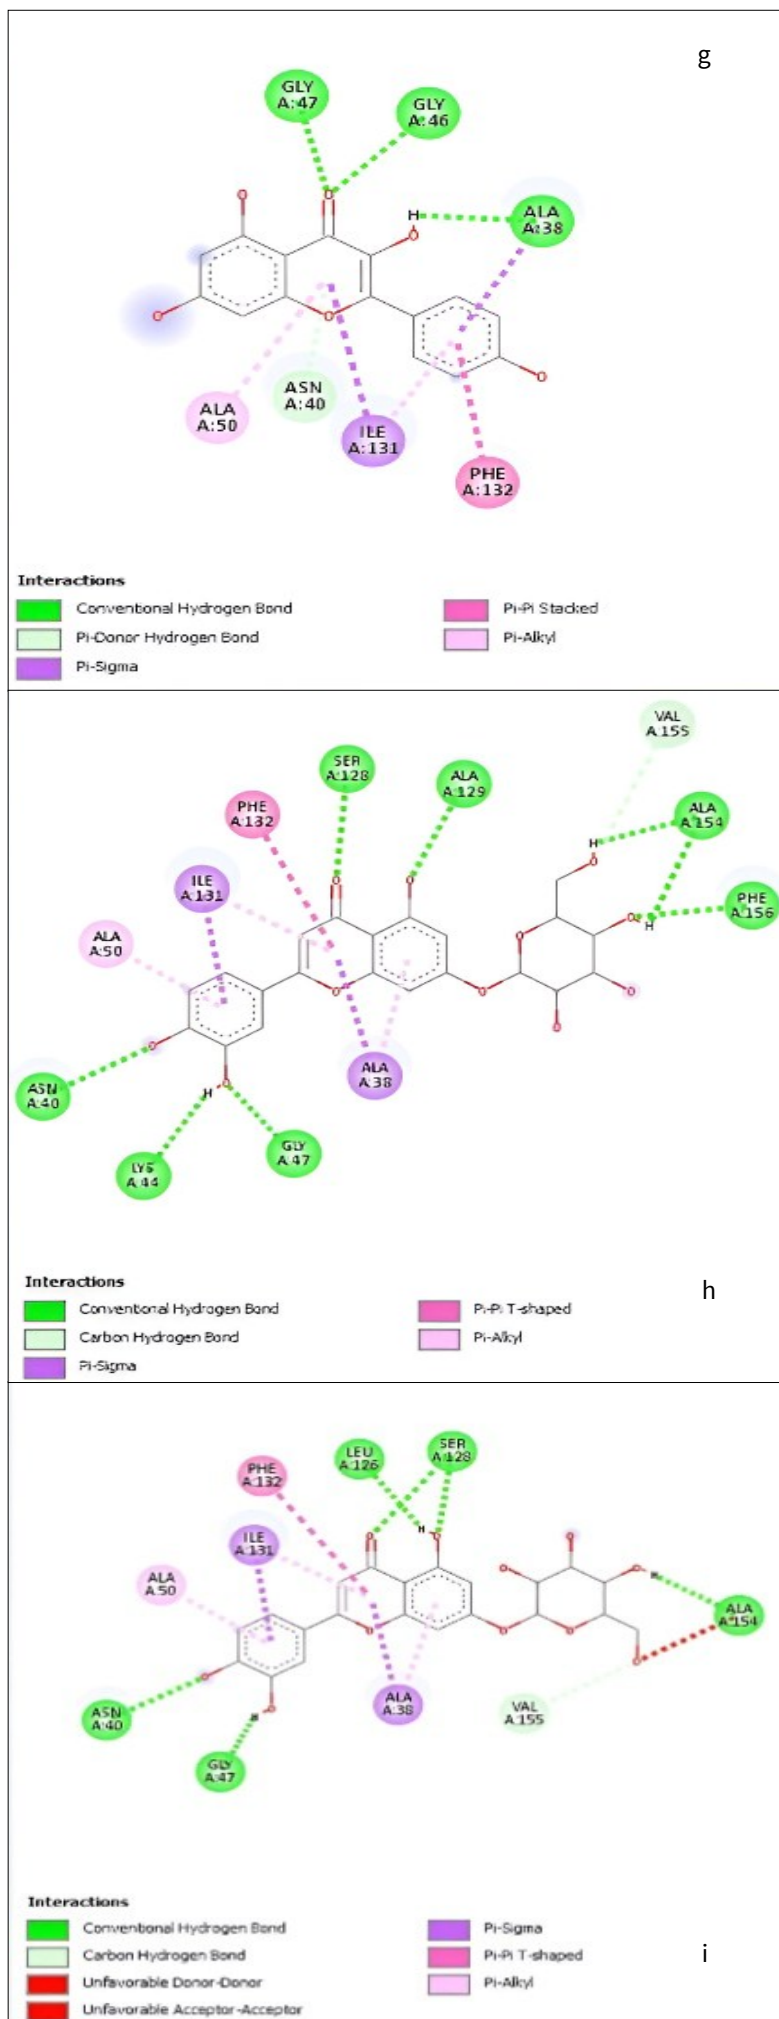 g
GLY
A:47
GLY
A:46
H
O
O
O
ALA
A:38
O
O
O
ASN
A:40
ALA
A:50
ILE
A:131
PHE
A:132
Interactions
Conventional Hydrogen Bond
Pi-Donor Hydrogen Bond
Pi-Sigma
Pi-Pi Stacked
Pi-Alkyl
VAL
A:155
SER
A:128
ALA
A:129
PHE
A:132
ALA
A:154
H
O
ILE
A:131
O
O
PHE
A:156
O
H
ALA
A:50
O
O
O
O
O
O
O
H
ALA
A:38
ASN
A:40
LYS
A:44
GLY
A:47
Interactions
Conventional Hydrogen Bond
Carbon Hydrogen Bond
Pi-Sigma
Pi-Pi T-shaped
Pi-Alkyl
h
LEU
A:126
SER
A:128
PHE
A:132
H
O
O
O
ILE
A:131
O
O
H
ALA
A:50
ALA
A:154
O
O
O
O
O
O
H
ASN
A:40
ALA
A:38
VAL
A:155
GLY
A:47
Interactions
Conventional Hydrogen Bond
Carbon Hydrogen Bond
Unfavorable Donor-Donor
Unfavorable Acceptor-Acceptor
Pi-Sigma
Pi-Pi T-shaped
Pi-Alkyl
i